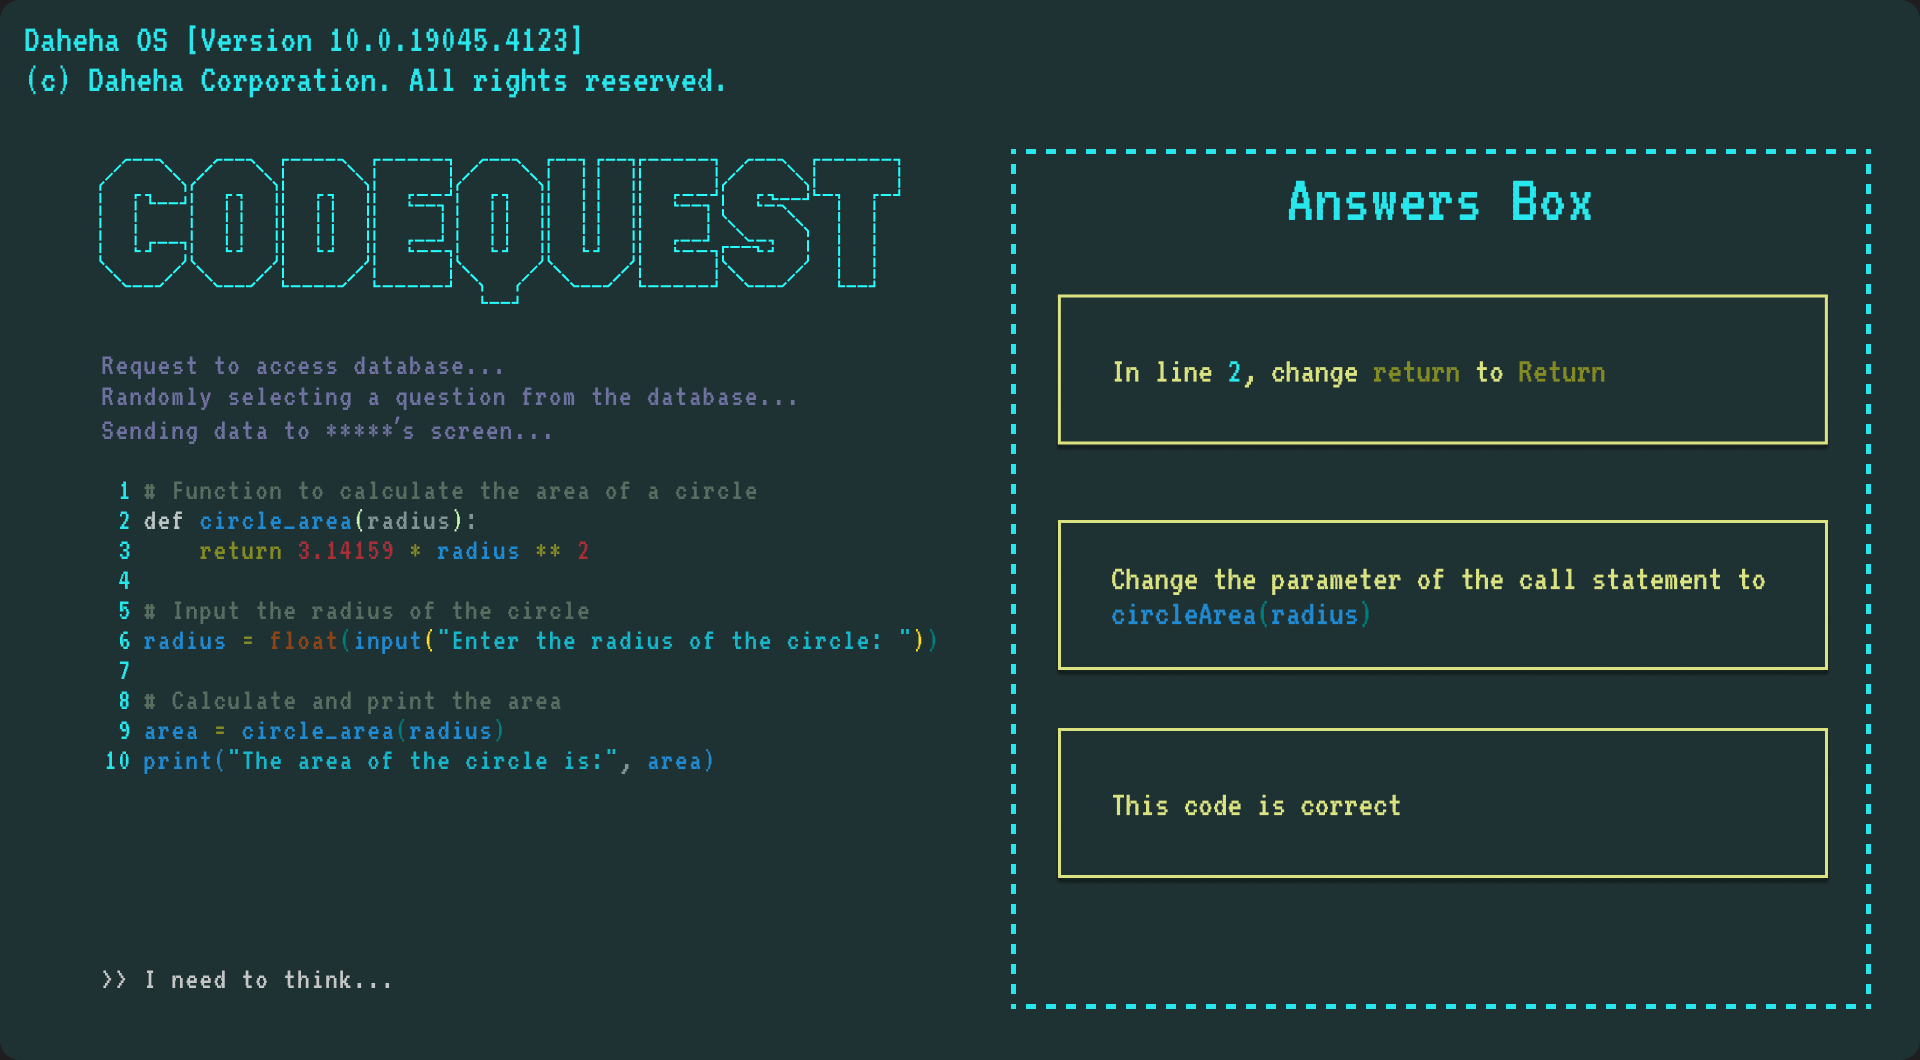 Daheha OS [Version 10.0.19045.4123]
(c) Daheha Corporation. All rights reserved.
CODEQUEST
Request to access database...
Randomly selecting a question from the database...
Sending data to *****'s screen...
1 # Function to calculate the area of a circle
2 def circle_area(radius):
3     return 3.14159 * radius ** 2
4
5 # Input the radius of the circle
6 radius = float(input("Enter the radius of the circle: "))
7
8 # Calculate and print the area
9 area = circle_area(radius)
10 print("The area of the circle is:", area)
>> I need to think...
Answers Box
In line 2, change return to Return
Change the parameter of the call statement to
circleArea(radius)
This code is correct